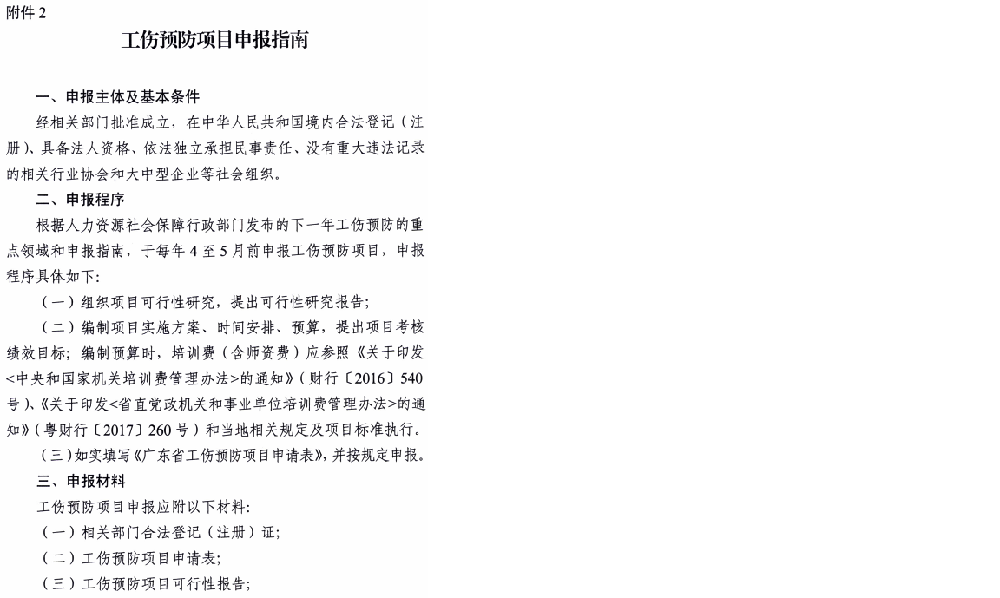 附件 2
工伤预防项目申报指南
一、申报主体及基本条件
经相关部门批准成立，在中华人民共和国境内合法登记（注
册）、具备法人资格、依法独立承担民事责任、没有重大违法记录
的相关行业协会和大中型企业等社会组织。
二、申报程序
根据人力资源社会保障行政部门发布的下一年工伤预防的重
点领域和申报指南，于每年 4 至 5 月前申报工伤预防项目，申报
程序具体如下：
（一）组织项目可行性研究，提出可行性研究报告；
（二）编制项目实施方案、时间安排、预算，提出项目考核
绩效目标；编制预算时，培训费（含师资费）应参照《关于印发
<中央和国家机关培训费管理办法>的通知》（财行〔2016〕540
号）、《关于印发<省直党政机关和事业单位培训费管理办法>的通
知》（粤财行〔2017〕260 号）和当地相关规定及项目标准执行。
（三）如实填写《广东省工伤预防项目申请表》，并按规定申报。
三、申报材料
工伤预防项目申报应附以下材料：
（一）相关部门合法登记（注册）证；
（二）工伤预防项目申请表；
（三）工伤预防项目可行性报告；